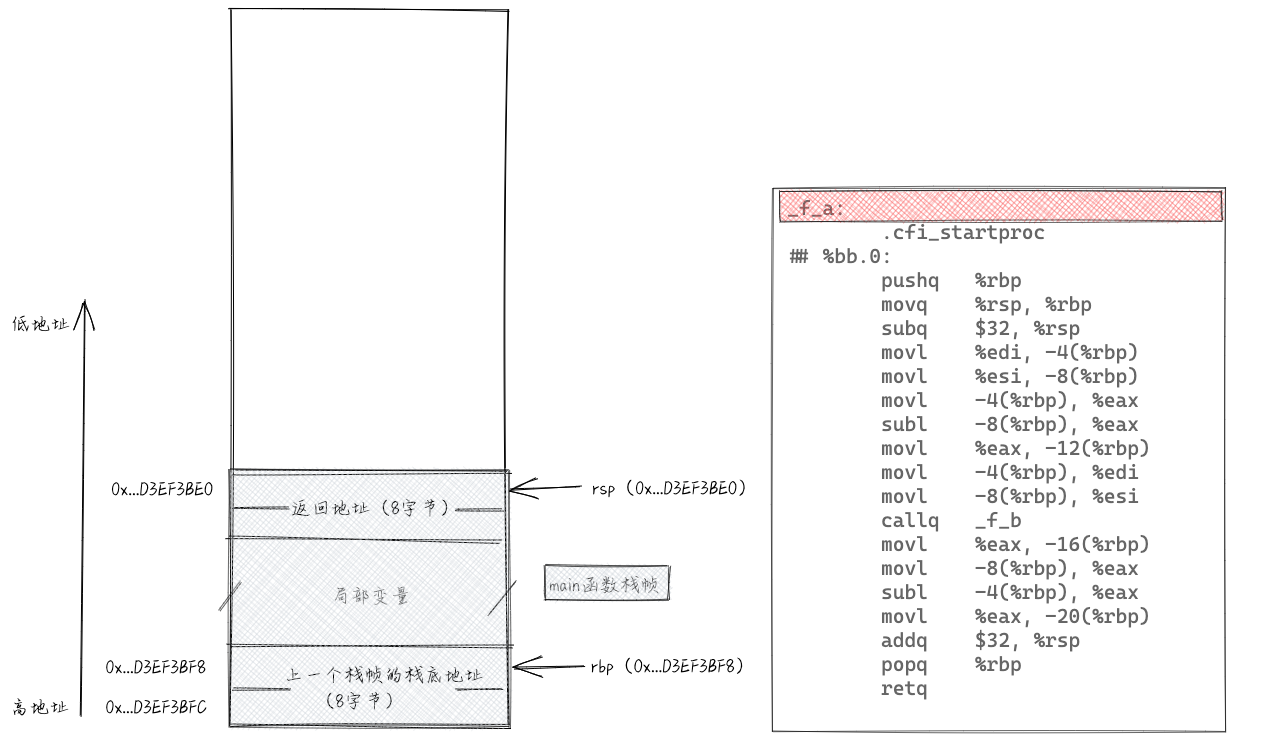 低地址
高地址
0x...D3EF3BE0
返回地址 (8字节)
rsp (0x...D3EF3BE0)
局部变量
main函数栈帧
0x...D3EF3BF8
上一个栈帧的栈底地址
(8字节)
rbp (0x...D3EF3BF8)
0x...D3EF3BFC
_f_a:
.cfi_startproc
## %bb.0:
pushq %rbp
movq %rsp, %rbp
subq $32, %rsp
movl %edi, -4(%rbp)
movl %esi, -8(%rbp)
movl -4(%rbp), %eax
subl -8(%rbp), %eax
movl %eax, -12(%rbp)
movl -4(%rbp), %edi
movl -8(%rbp), %esi
callq _f_b
movl %eax, -16(%rbp)
movl -8(%rbp), %eax
subl -4(%rbp), %eax
movl %eax, -20(%rbp)
addq $32, %rsp
popq %rbp
retq